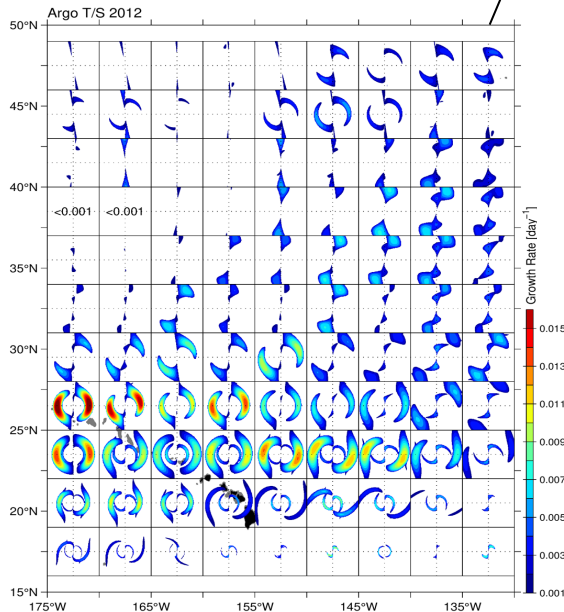 Argo T/S 2012
50°N
45°N
40°N
<0.001 <0.001
35°N
30°N
25°N
20°N
15°N
175°W 165°W 155°W 145°W 135°W
Growth Rate [day⁻¹]
0.015
0.013
0.011
0.009
0.007
0.005
0.003
0.001